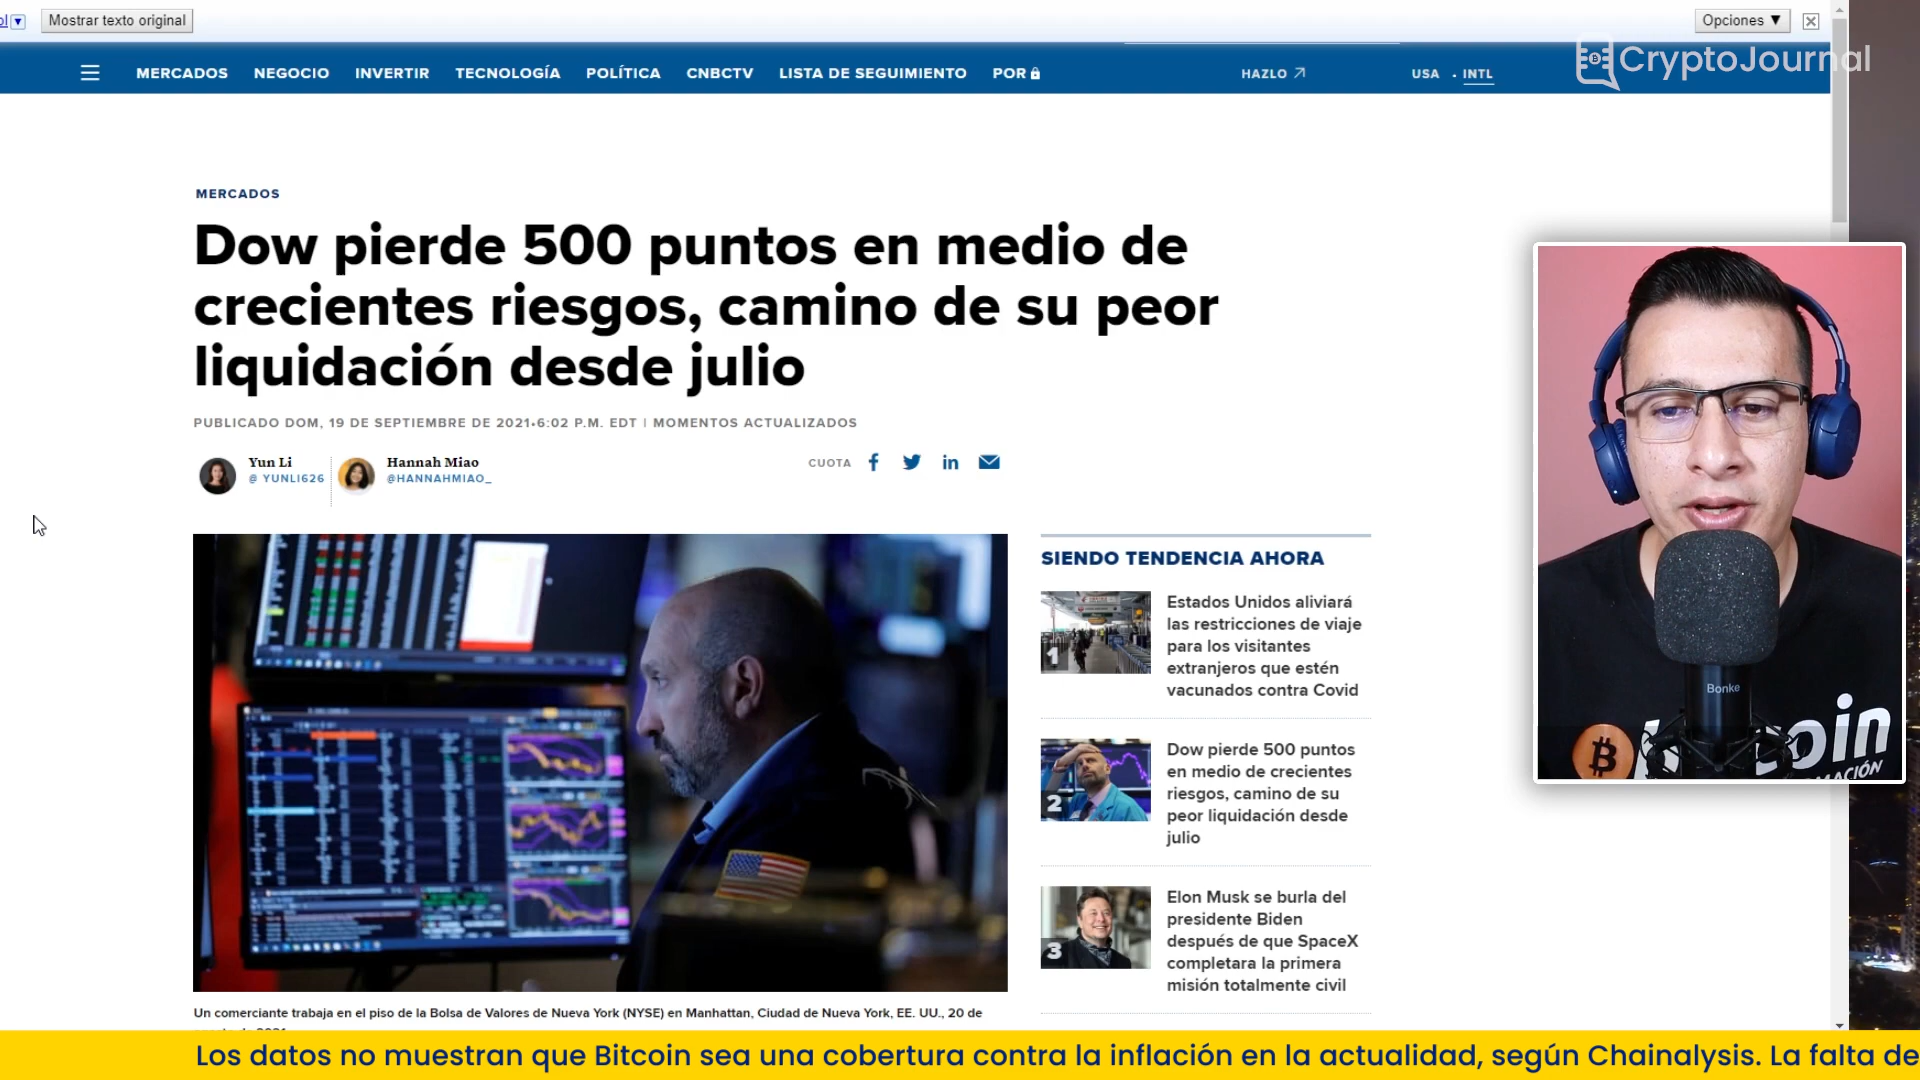 ol
Mostrar texto original
Opciones ▼
MERCADOS NEGOCIO INVERTIR TECNOLOGÍA POLÍTICA CNBCTV LISTA DE SEGUIMIENTO POR
HAZLO
USA • INTL
CryptoJournal
MERCADOS
Dow pierde 500 puntos en medio de
crecientes riesgos, camino de su peor
liquidación desde julio
PUBLICADO DOM, 19 DE SEPTIEMBRE DE 2021•6:02 P.M. EDT | MOMENTOS ACTUALIZADOS
Yun Li
@ YUNLI626
Hannah Miao
@HANNAHMIAO_
CUOTA
SIENDO TENDENCIA AHORA
1
Estados Unidos aliviará
las restricciones de viaje
para los visitantes
extranjeros que estén
vacunados contra Covid
2
Dow pierde 500 puntos
en medio de crecientes
riesgos, camino de su
peor liquidación desde
julio
3
Elon Musk se burla del
presidente Biden
después de que SpaceX
completara la primera
misión totalmente civil
Un comerciante trabaja en el piso de la Bolsa de Valores de Nueva York (NYSE) en Manhattan, Ciudad de Nueva York, EE. UU., 20 de
Bonke
Los datos no muestran que Bitcoin sea una cobertura contra la inflación en la actualidad, según Chainalysis. La falta de